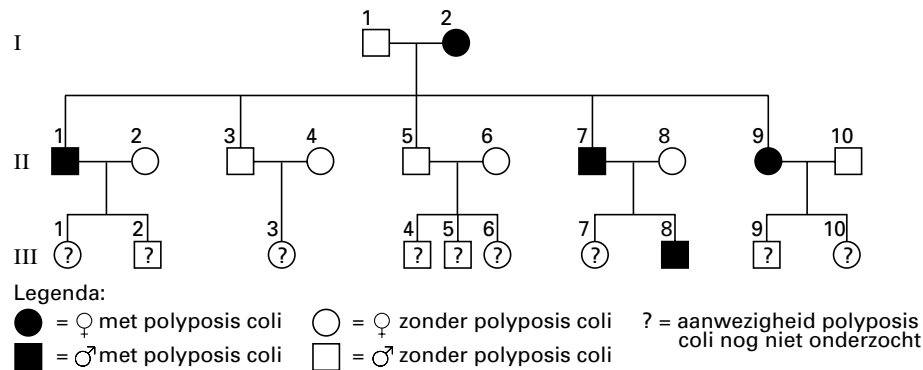 1 2
I
1 2 3 4 5 6 7 8 9 10
II
1 2 3 4 5 6 7 8 9 10
III
? ? ? ? ? ? ? ? ?
Legenda:
= ♀ met polyposis coli
= ♀ zonder polyposis coli
? = aanwezigheid polyposis
coli nog niet onderzocht
= ♂ met polyposis coli
= ♂ zonder polyposis coli